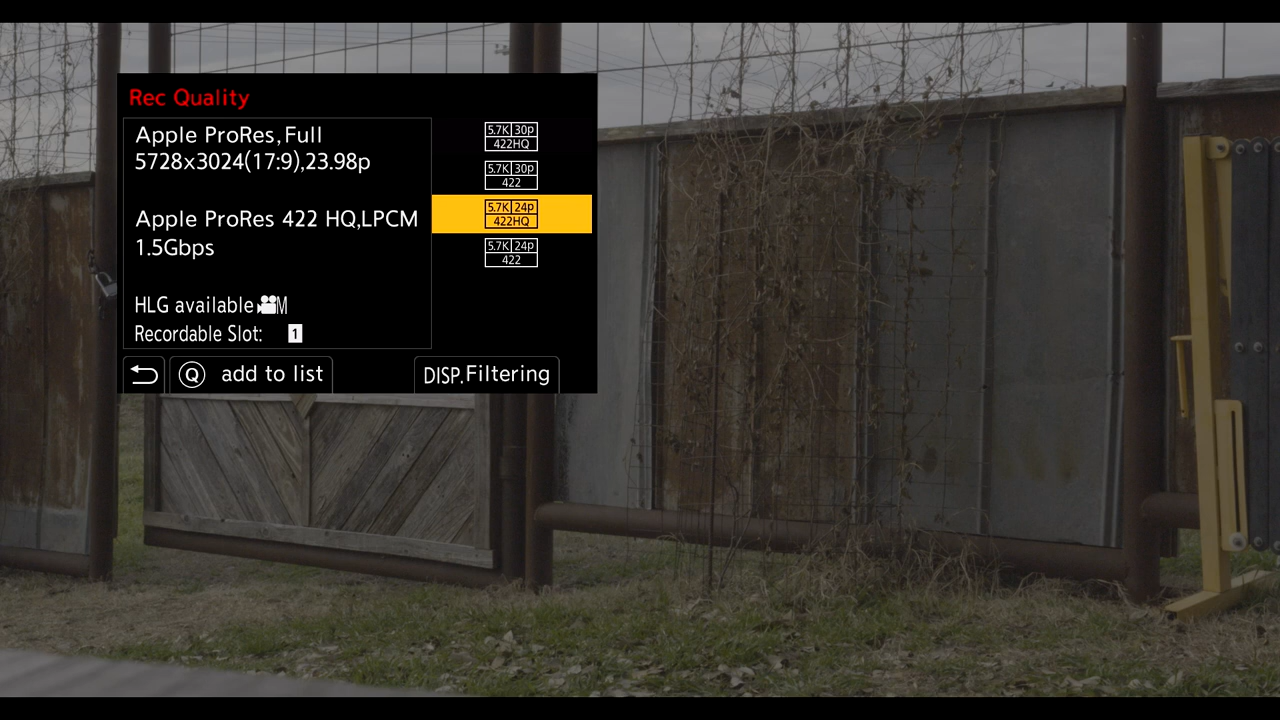 Rec Quality
Apple ProRes,Full
5728x3024(17:9),23.98p
Apple ProRes 422 HQ,LPCM
1.5Gbps
HLG available M
Recordable Slot: 1
5.7K 30p
422HQ
5.7K 30p
422
5.7K 24p
422HQ
5.7K 24p
422
Q add to list
DISP.Filtering